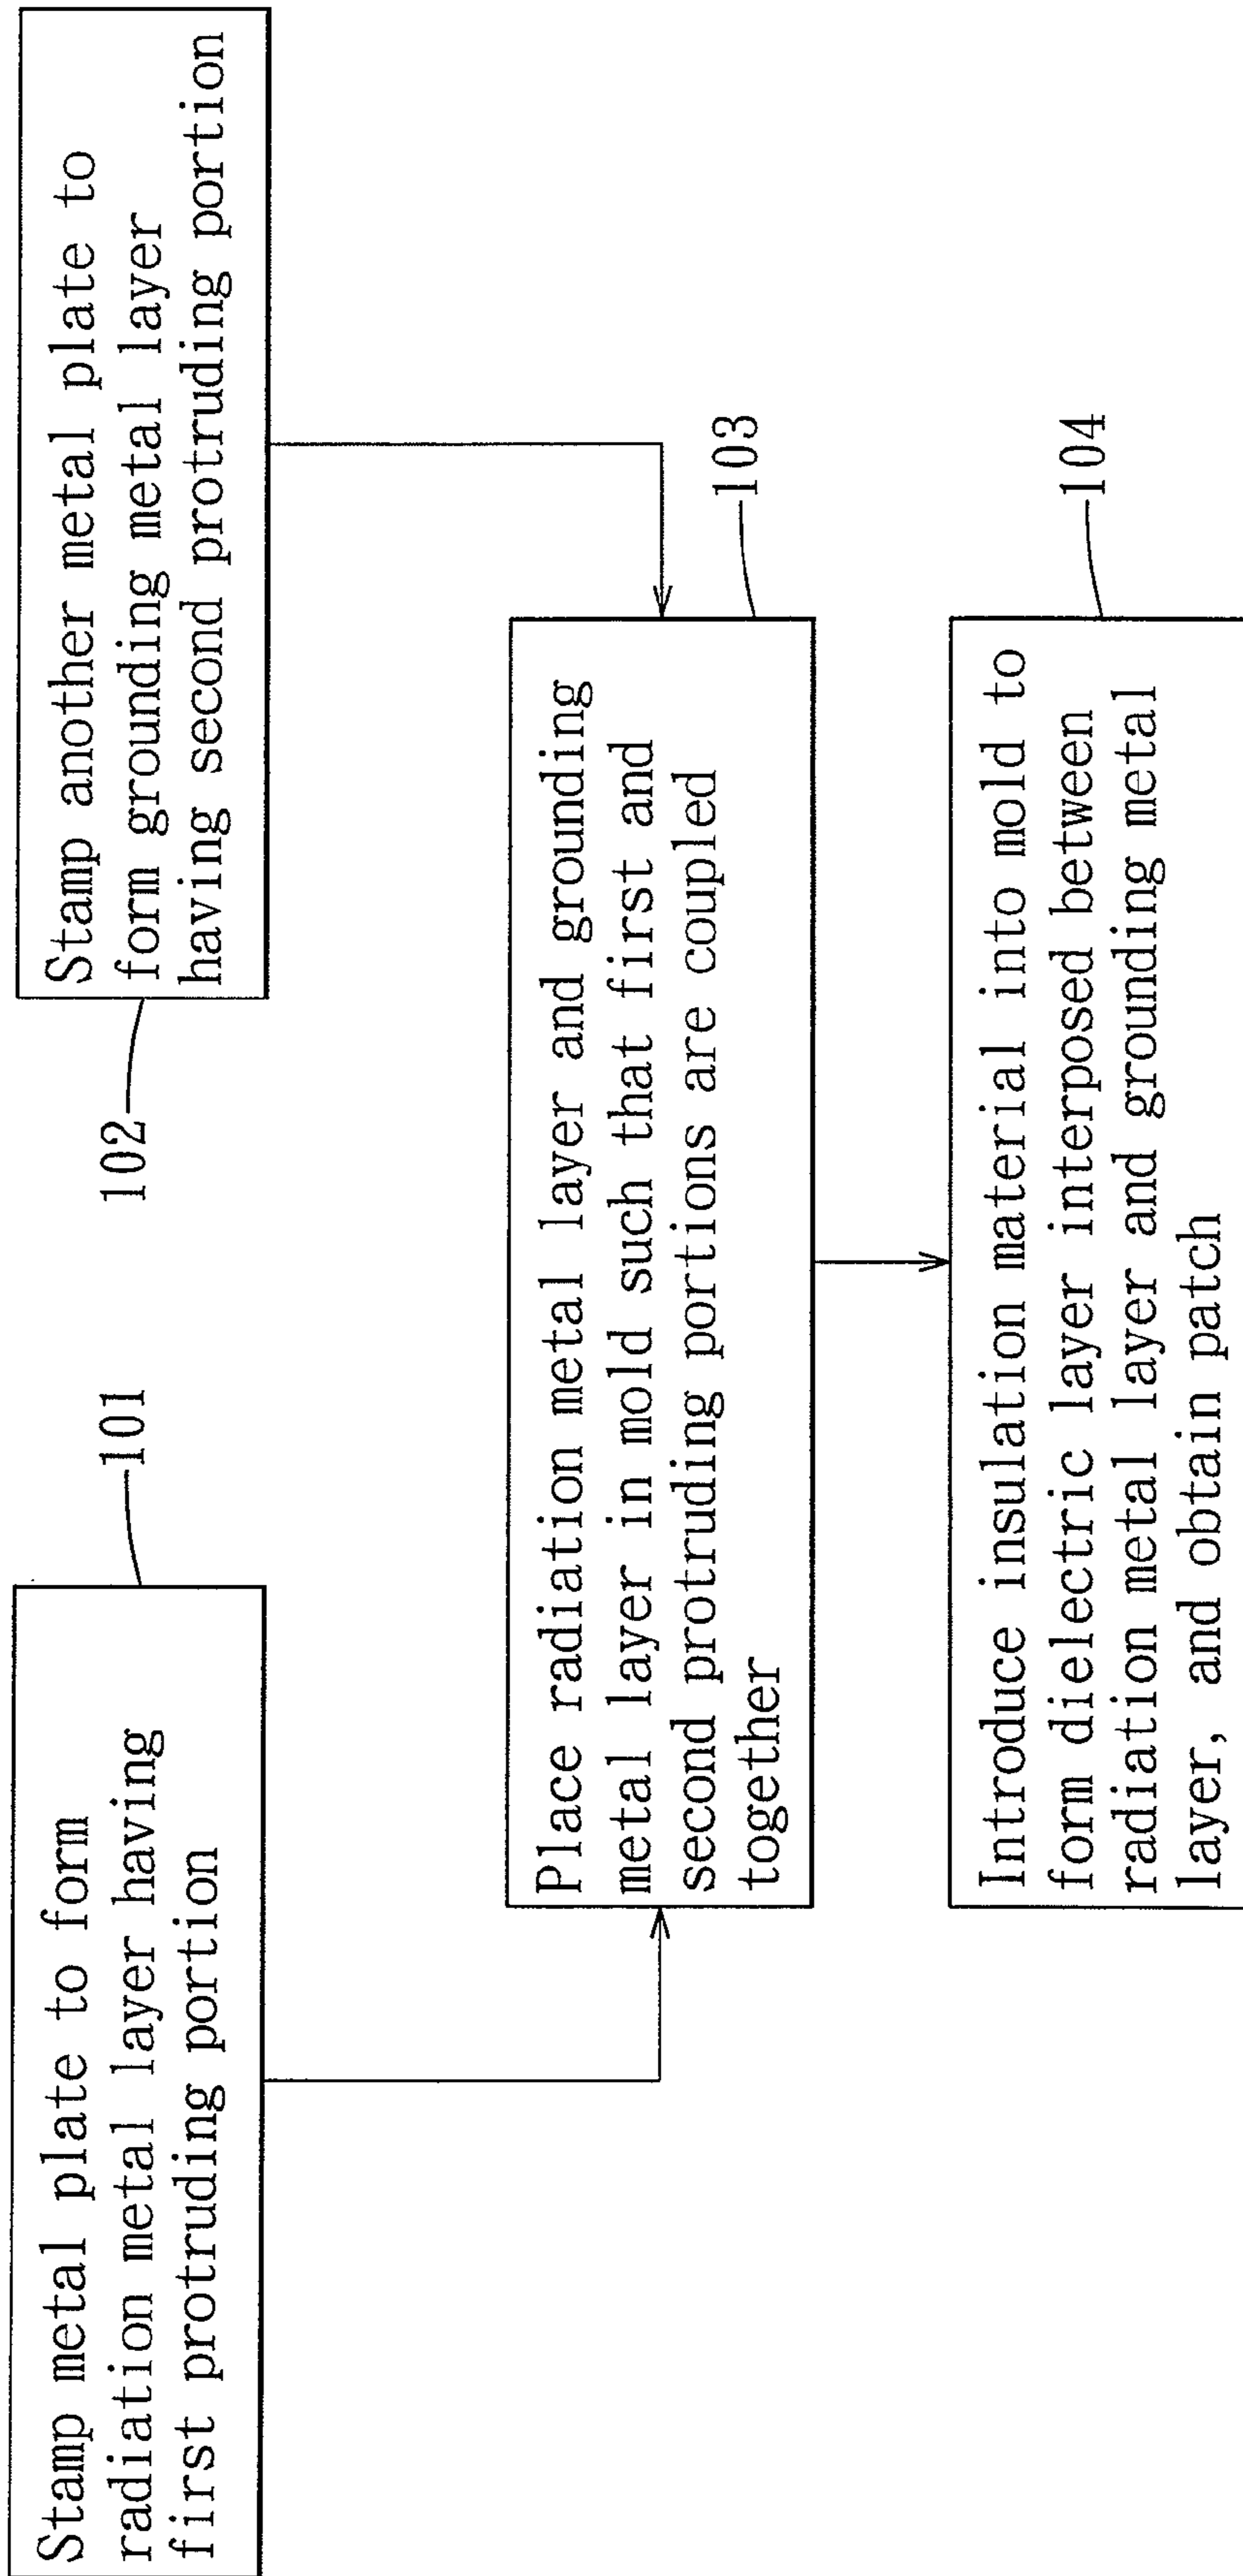 Stamp metal plate to form
radiation metal layer having
first protruding portion
101
Stamp another metal plate to
form grounding metal layer
having second protruding portion
102
Place radiation metal layer and grounding
metal layer in mold such that first and
second protruding portions are coupled
together
103
Introduce insulation material into mold to
form dielectric layer interposed between
radiation metal layer and grounding metal
layer, and obtain patch
104